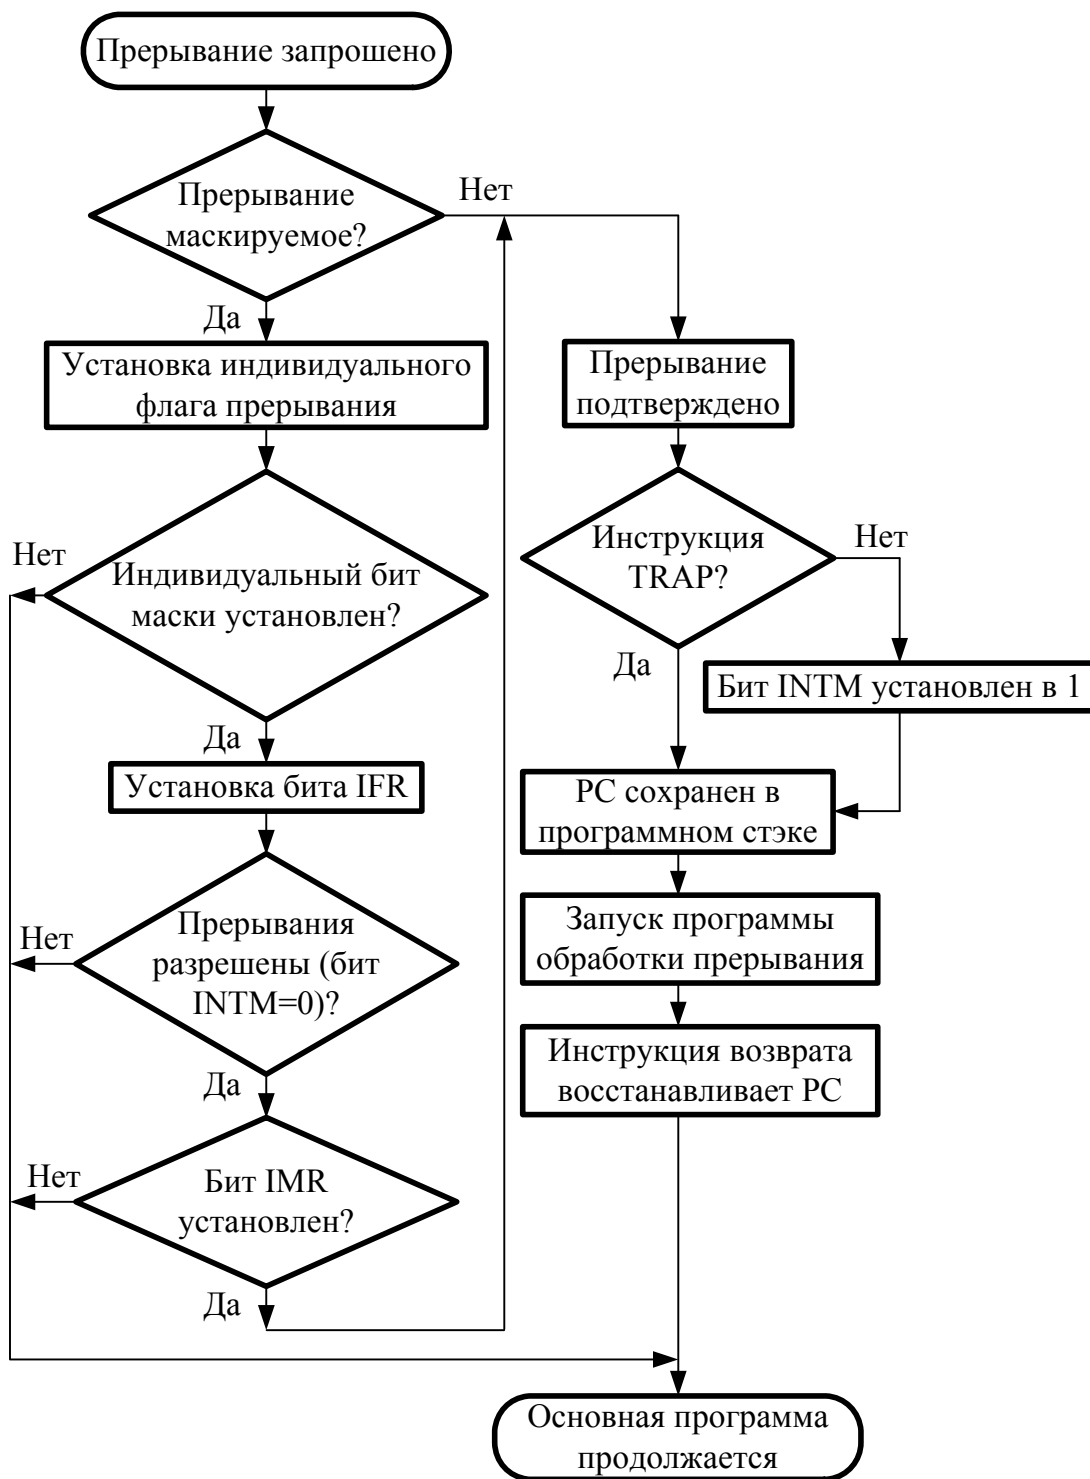 Прерывание запрошено
Прерывание
маскируемое?
Нет
Да
Установка индивидуального
флага прерывания
Индивидуальный бит
маски установлен?
Нет
Да
Установка бита IFR
Прерывания
разрешены (бит
INTM=0)?
Нет
Да
Бит IMR
установлен?
Нет
Да
Прерывание
подтверждено
Инструкция
TRAP?
Нет
Да
Бит INTM установлен в 1
PC сохранен в
программном стэке
Запуск программы
обработки прерывания
Инструкция возврата
восстанавливает PC
Основная программа
продолжается